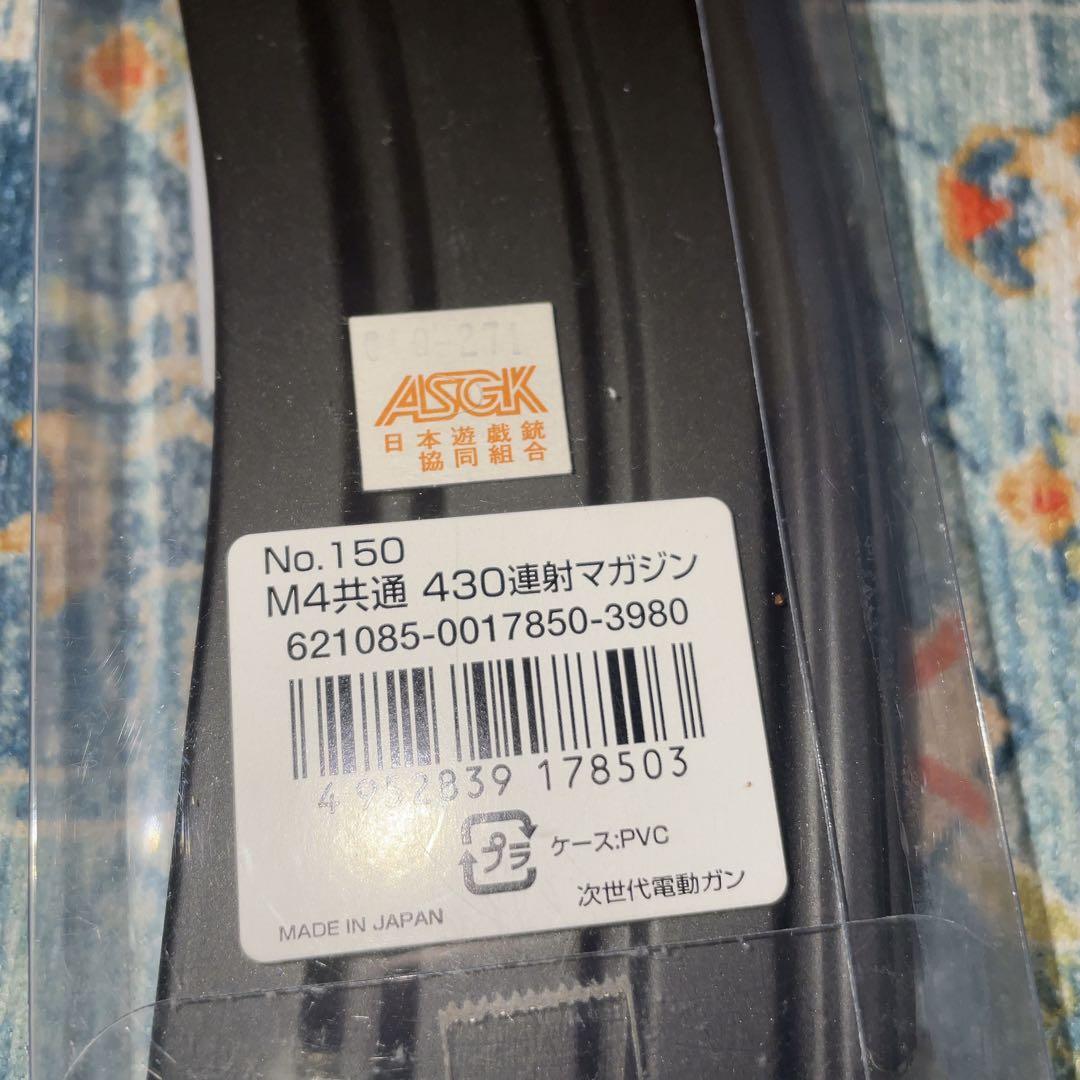 ASGK
日本遊戯銃
協同組合
No.150
M4共通 430連射マガジン
621085-0017850-3980
4 952839 178503
プラ ケース:PVC
次世代電動ガン
MADE IN JAPAN